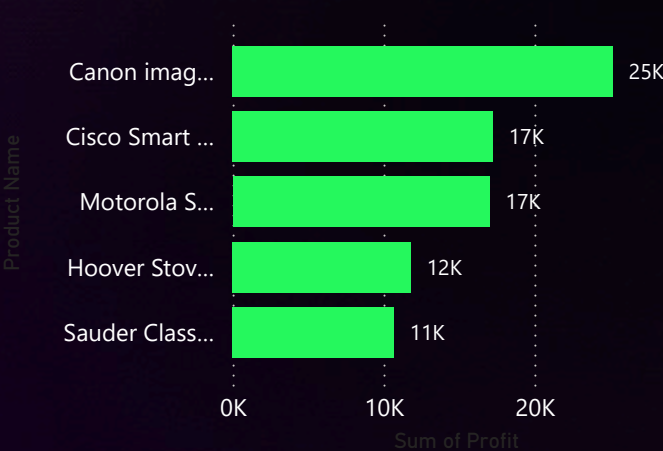 Product Name
Canon imag... 25K
Cisco Smart ... 17K
Motorola S... 17K
Hoover Stov... 12K
Sauder Class... 11K
0K 10K 20K
Sum of Profit